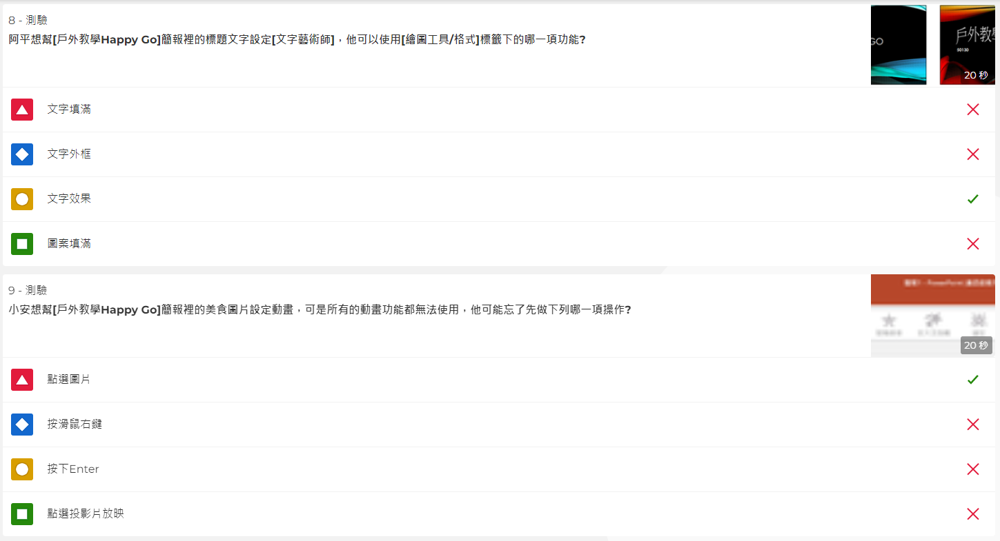 8 - 測驗
阿平想幫[戶外教學Happy Go]簡報裡的標題文字設定[文字藝術師]，他可以使用[繪圖工具/格式]標籤下的哪一項功能?
GO
戶外教學
50130
20 秒
文字填滿
文字外框
文字效果
圖案填滿
9 - 測驗
小安想幫[戶外教學Happy Go]簡報裡的美食圖片設定動畫，可是所有的動畫功能都無法使用，他可能忘了先做下列哪一項操作?
20 秒
點選圖片
按滑鼠右鍵
按下Enter
點選投影片放映